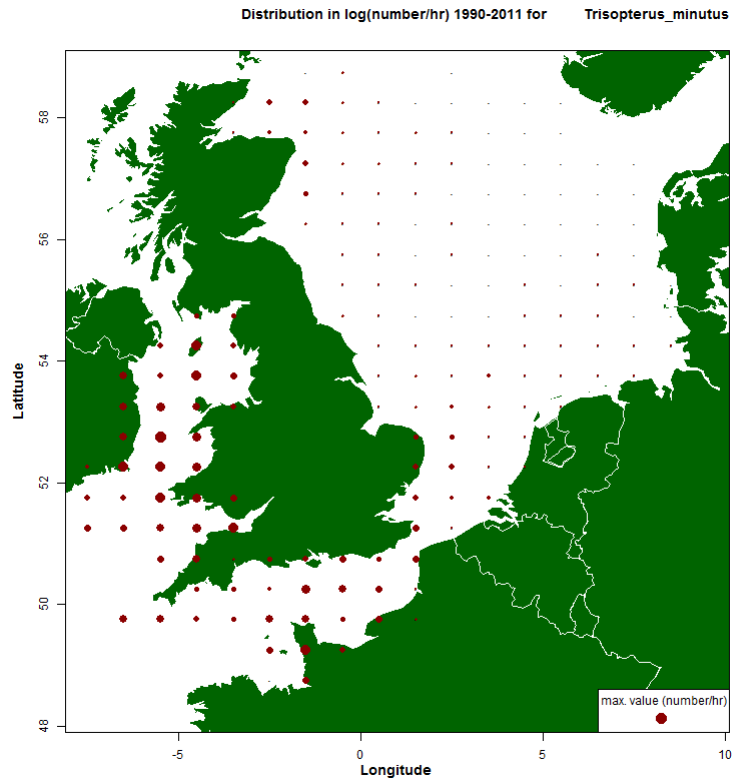 Distribution in log(number/hr) 1990-2011 for Trisopterus_minutus
58
56
54
52
50
48
Latitude
max. value (number/hr)
-5 0 5 10
Longitude